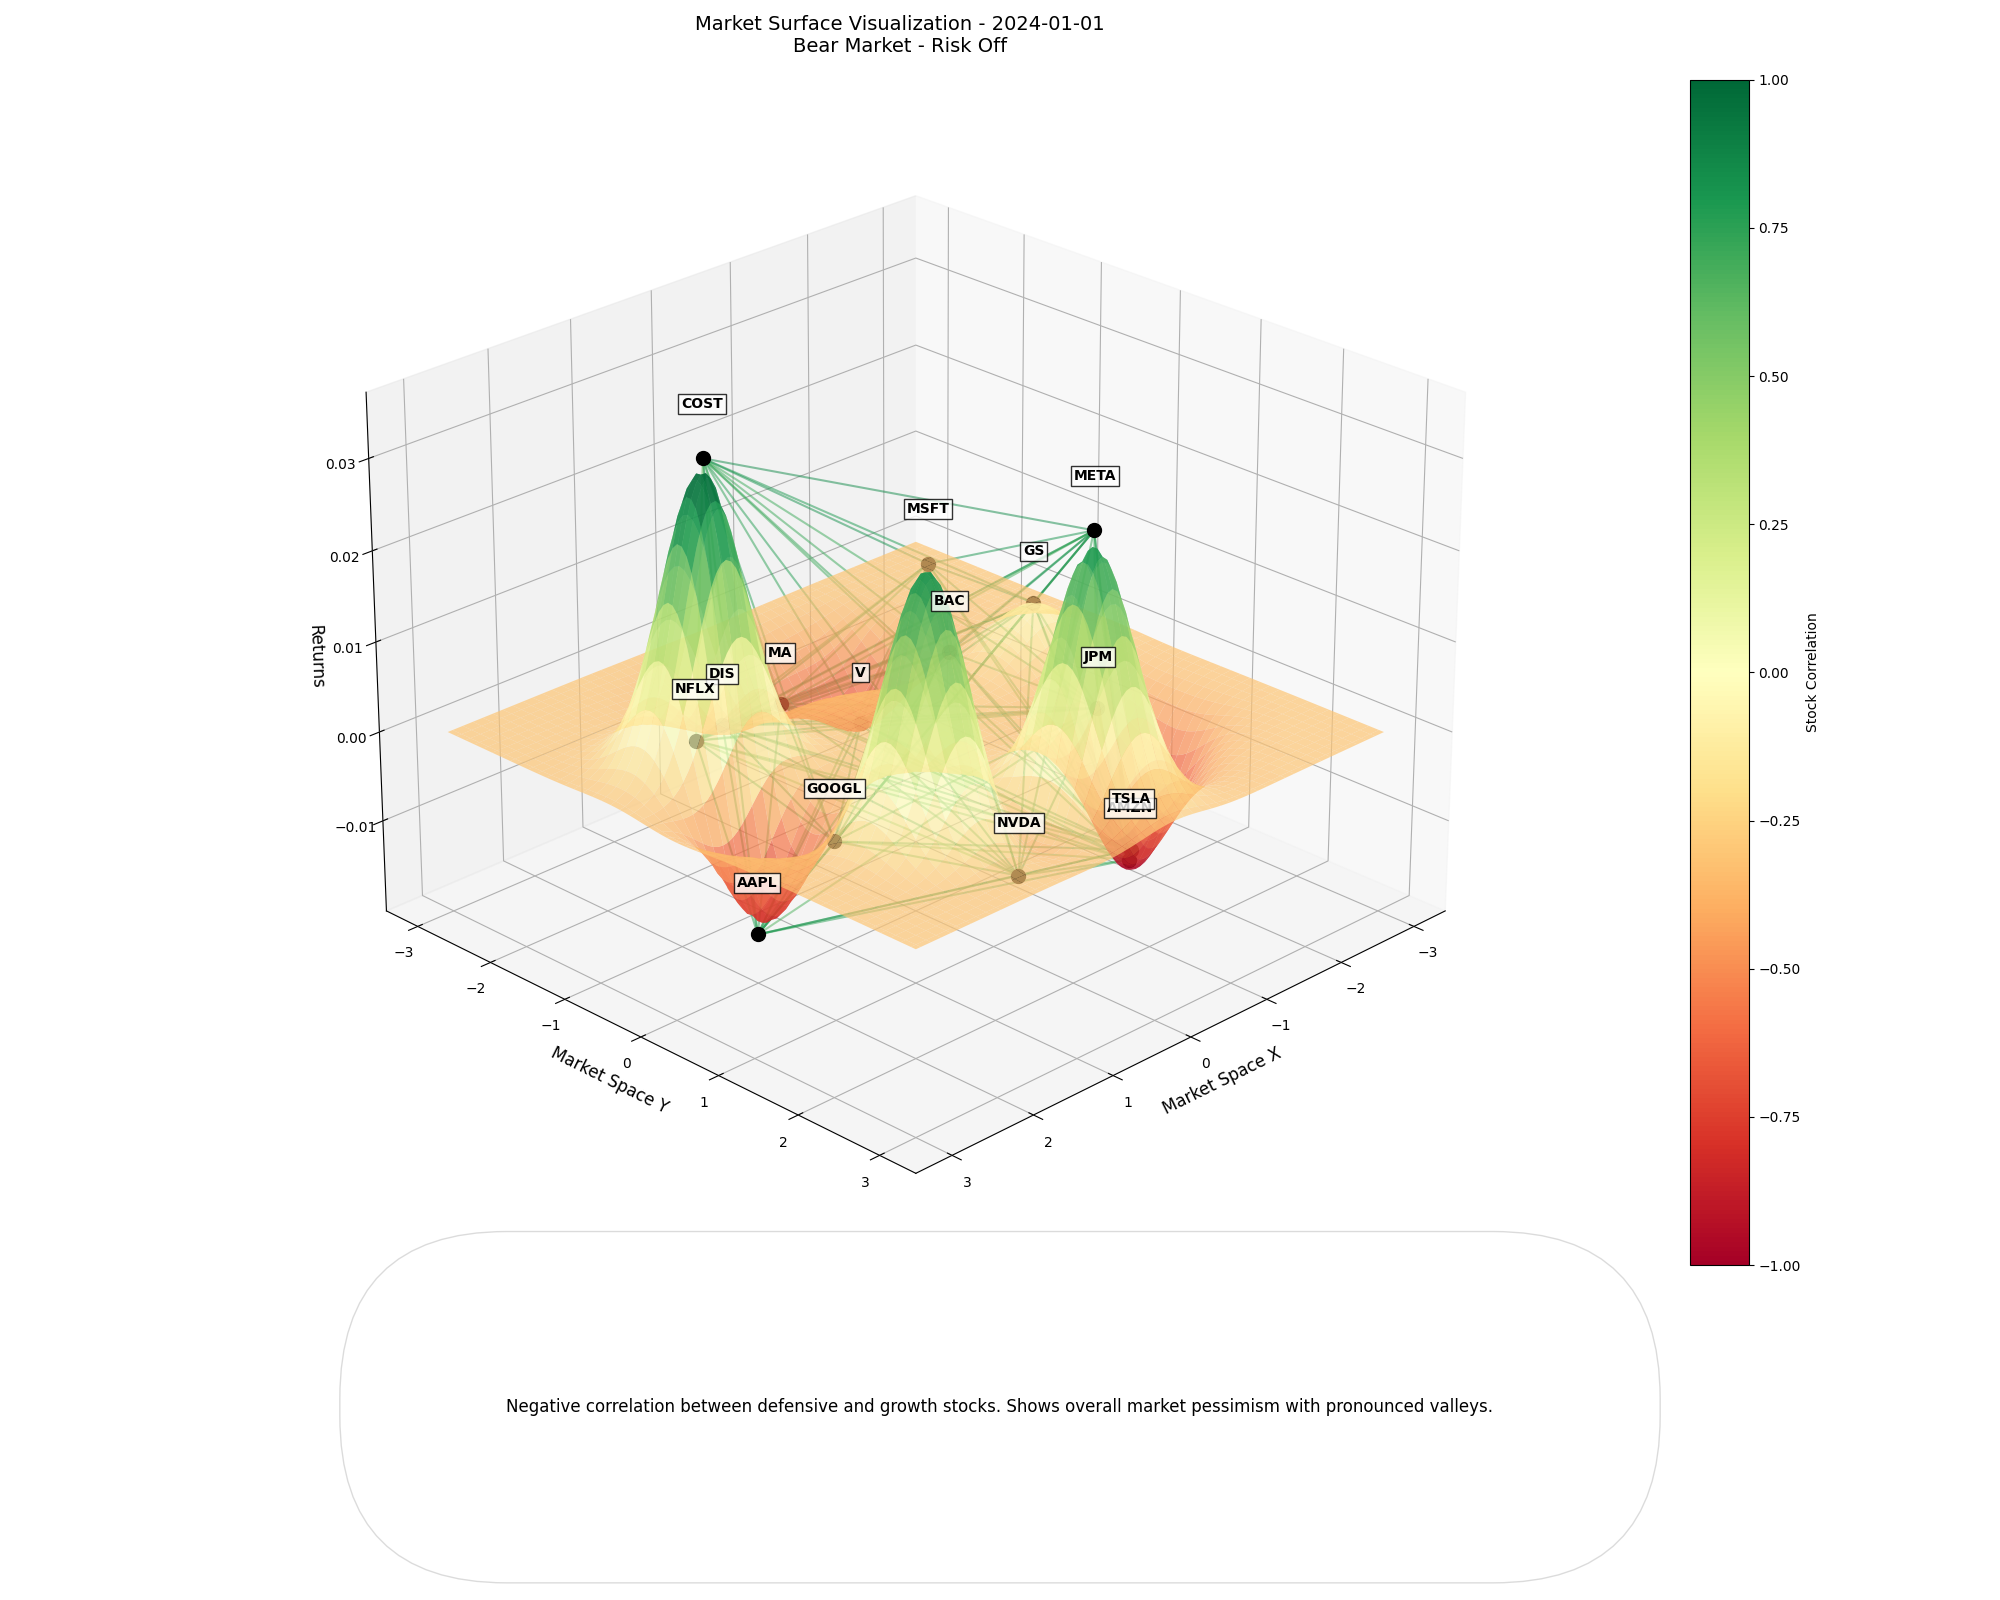 Market Surface Visualization - 2024-01-01
Bear Market - Risk Off
1.00
0.75
0.50
0.25
0.00
−0.25
−0.50
−0.75
−1.00
Stock Correlation
COST
META
MSFT
GS
BAC
MA
JPM
V
DIS
NFLX
GOOGL
TSLA
AMZN
NVDA
AAPL
0.03
0.02
0.01
0.00
−0.01
Returns
−3
−2
−1
0
1
2
3
Market Space Y
−3
−2
−1
0
1
2
3
Market Space X
Negative correlation between defensive and growth stocks. Shows overall market pessimism with pronounced valleys.